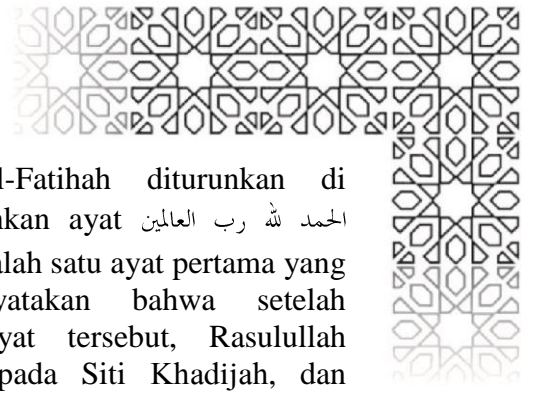 l-Fatihah diturunkan di
nkan ayat الحمد لله رب العالمين
alah satu ayat pertama yang
yatakan bahwa setelah
yat tersebut, Rasulullah
pada Siti Khadijah, dan